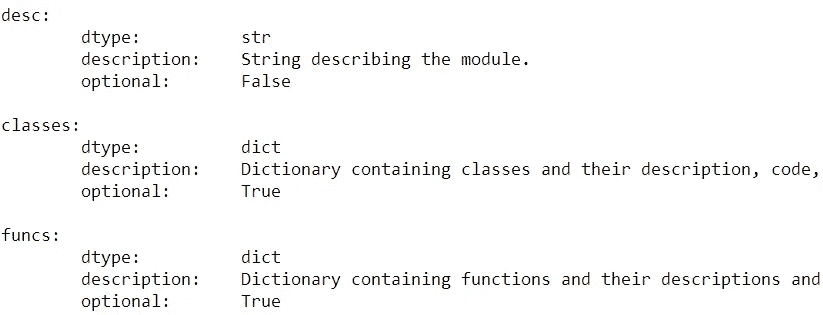 desc:
dtype: str
description: String describing the module.
optional: False
classes:
dtype: dict
description: Dictionary containing classes and their description, code,
optional: True
funcs:
dtype: dict
description: Dictionary containing functions and their descriptions and
optional: True